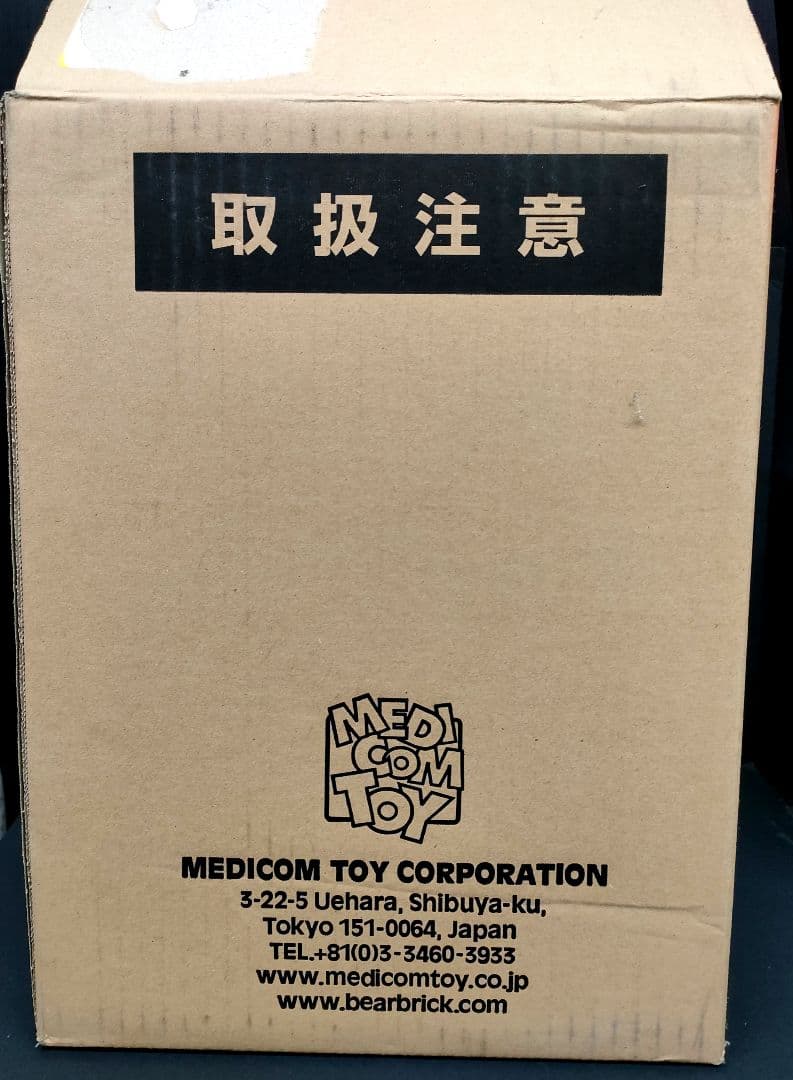 取扱注意
MEDI
COM
TOY
MEDICOM TOY CORPORATION
3-22-5 Uehara, Shibuya-ku,
Tokyo 151-0064, Japan
TEL.+81(0)3-3460-3933
www.medicomtoy.co.jp
www.bearbrick.com